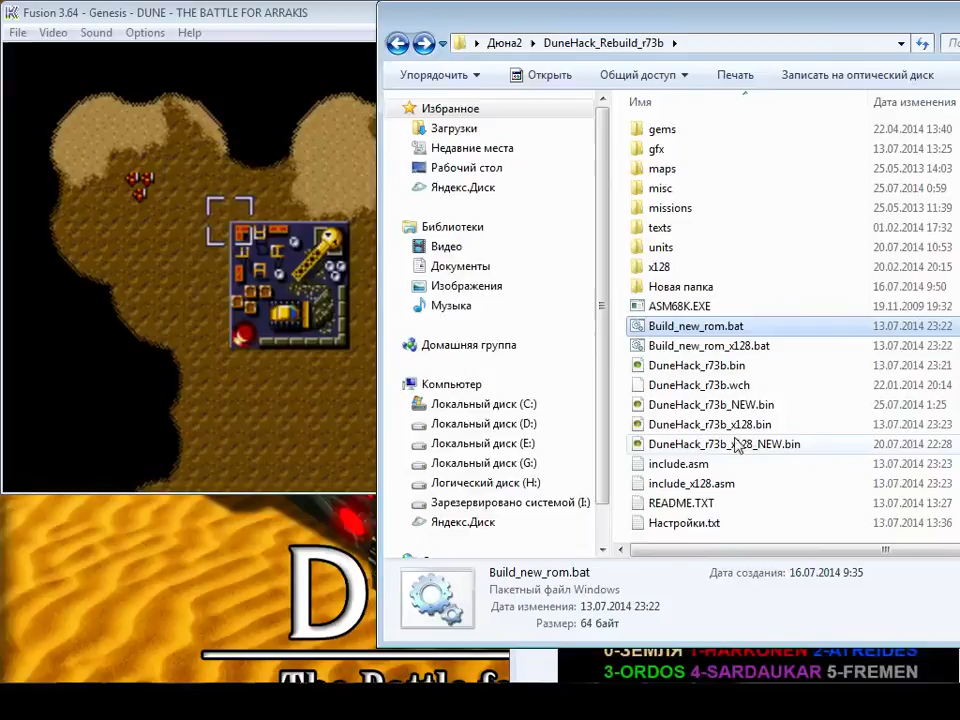 Fusion 3.64 - Genesis - DUNE - THE BATTLE FOR ARRAKIS
File Video Sound Options Help
Дюна2 DuneHack_Rebuild_r73b
Упорядочить Открыть Общий доступ Печать Записать на оптический диск
Имя Дата изменения
Избранное
Загрузки
Недавние места
Рабочий стол
Яндекс.Диск
Библиотеки
Видео
Документы
Изображения
Музыка
Домашняя группа
Компьютер
Локальный диск (C:)
Локальный диск (D:)
Локальный диск (E:)
Локальный диск (G:)
Логический диск (H:)
Зарезервировано системой (I:)
Яндекс.Диск
gems 22.04.2014 13:40
gfx 13.07.2014 13:25
maps 25.05.2013 14:03
misc 25.07.2014 0:59
missions 25.05.2013 11:39
texts 01.02.2014 17:32
units 20.07.2014 10:53
x128 20.02.2014 20:15
Новая папка 16.07.2014 9:50
ASM68K.EXE 19.11.2009 19:32
Build_new_rom.bat 13.07.2014 23:22
Build_new_rom_x128.bat 13.07.2014 23:22
DuneHack_r73b.bin 13.07.2014 23:21
DuneHack_r73b.wch 22.01.2014 20:14
DuneHack_r73b_NEW.bin 25.07.2014 1:25
DuneHack_r73b_x128.bin 13.07.2014 23:23
DuneHack_r73b_x128_NEW.bin 20.07.2014 22:28
include.asm 13.07.2014 23:23
include_x128.asm 13.07.2014 23:23
README.TXT 13.07.2014 13:27
Настройки.txt 13.07.2014 13:36
Build_new_rom.bat Дата создания: 16.07.2014 9:35
Пакетный файл Windows
Дата изменения: 13.07.2014 23:22
Размер: 64 байт
D
The Battle f
0-ЗЕМЛЯ 1-HARKONEN 2-ATREIDES
3-ORDOS 4-SARDAUKAR 5-FREMEN